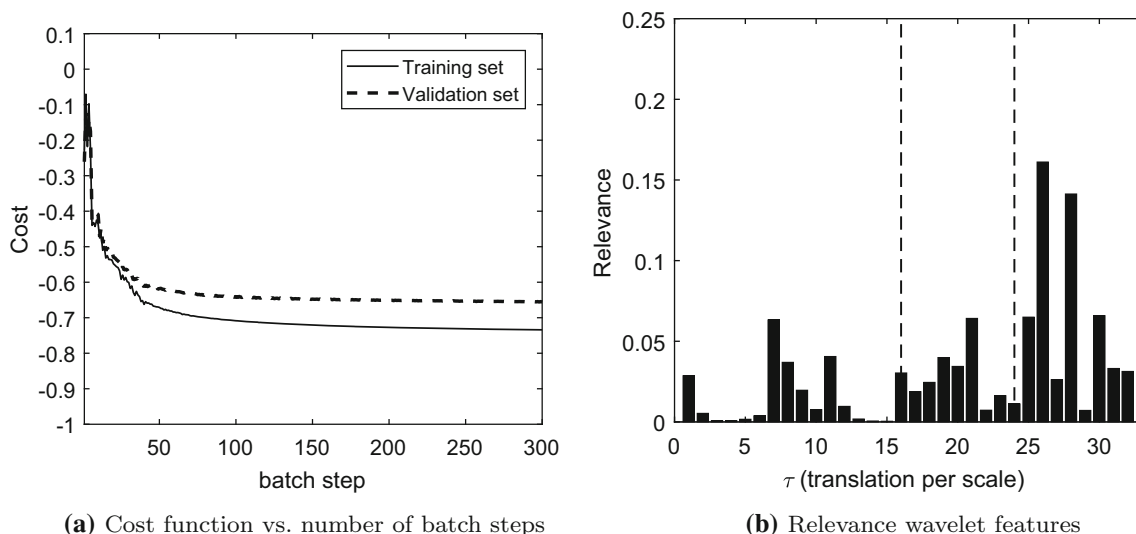 0.1
0
-0.1
-0.2
-0.3
-0.4
-0.5
-0.6
-0.7
-0.8
-0.9
-1
Cost
50 100 150 200 250 300
batch step
Training set
Validation set
(a) Cost function vs. number of batch steps
0.25
0.2
0.15
0.1
0.05
0
Relevance
0 5 10 15 20 25 30
τ (translation per scale)
(b) Relevance wavelet features